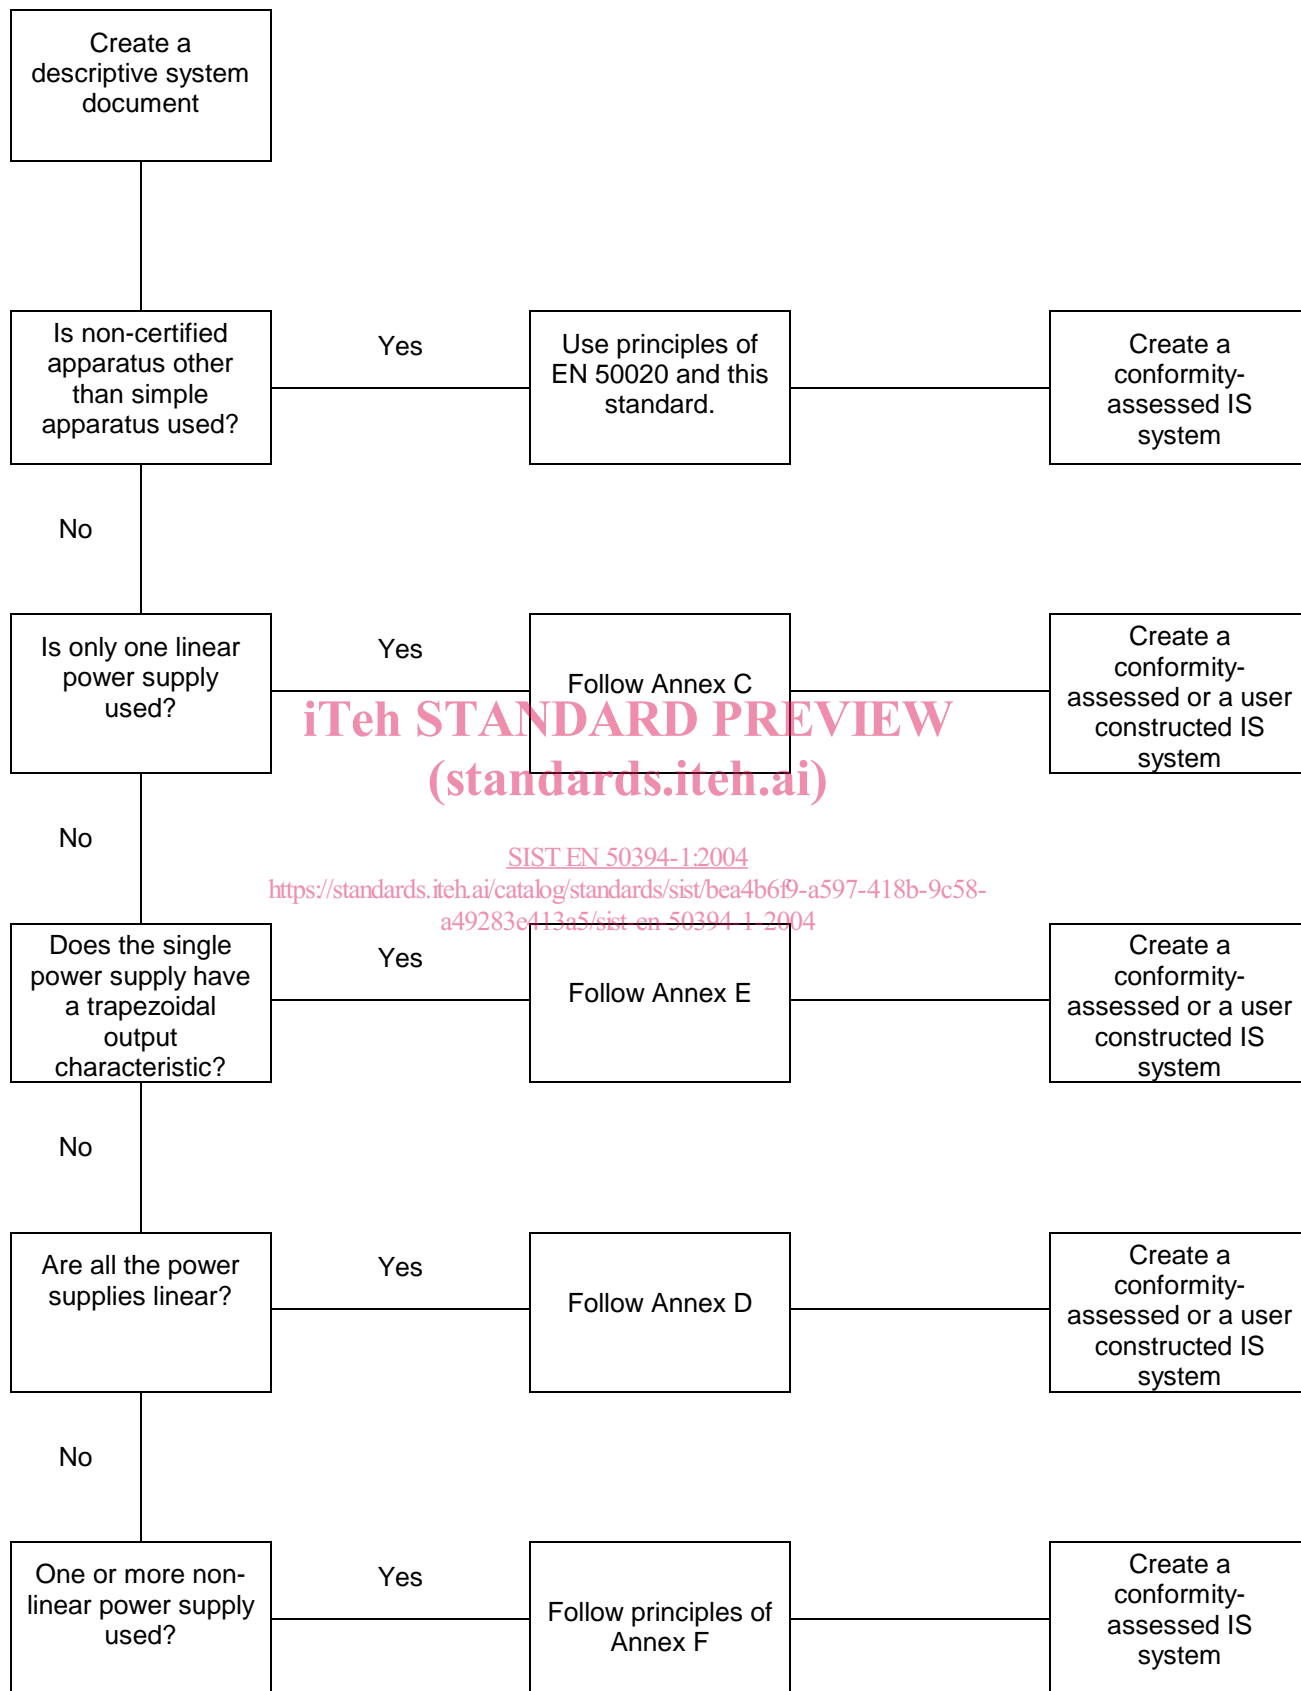 Create a
descriptive system
document
Is non-certified
apparatus other
than simple
apparatus used?
Yes
Use principles of
EN 50020 and this
standard.
Create a
conformity-
assessed IS
system
No
Is only one linear
power supply
used?
Yes
Follow Annex C
Create a
conformity-
assessed or a user
constructed IS
system
iTeh STANDARD PREVIEW
(standards.iteh.ai)
No
SIST EN 50394-1:2004
https://standards.iteh.ai/catalog/standards/sist/bea4b6f9-a597-418b-9c58-
a49283e413a5/sist-en-50394-1-2004
Does the single
power supply have
a trapezoidal
output
characteristic?
Yes
Follow Annex E
Create a
conformity-
assessed or a user
constructed IS
system
No
Are all the power
supplies linear?
Yes
Follow Annex D
Create a
conformity-
assessed or a user
constructed IS
system
No
One or more non-
linear power supply
used?
Yes
Follow principles of
Annex F
Create a
conformity-
assessed IS
system